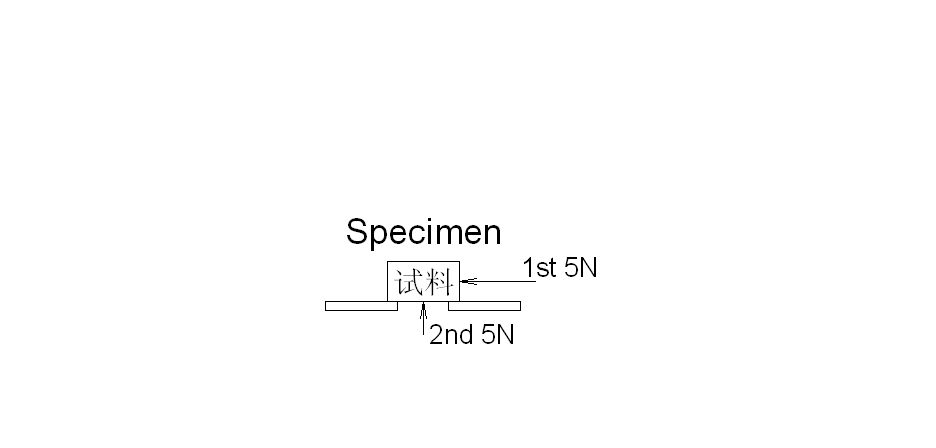 Specimen
1st 5N
试料
2nd 5N